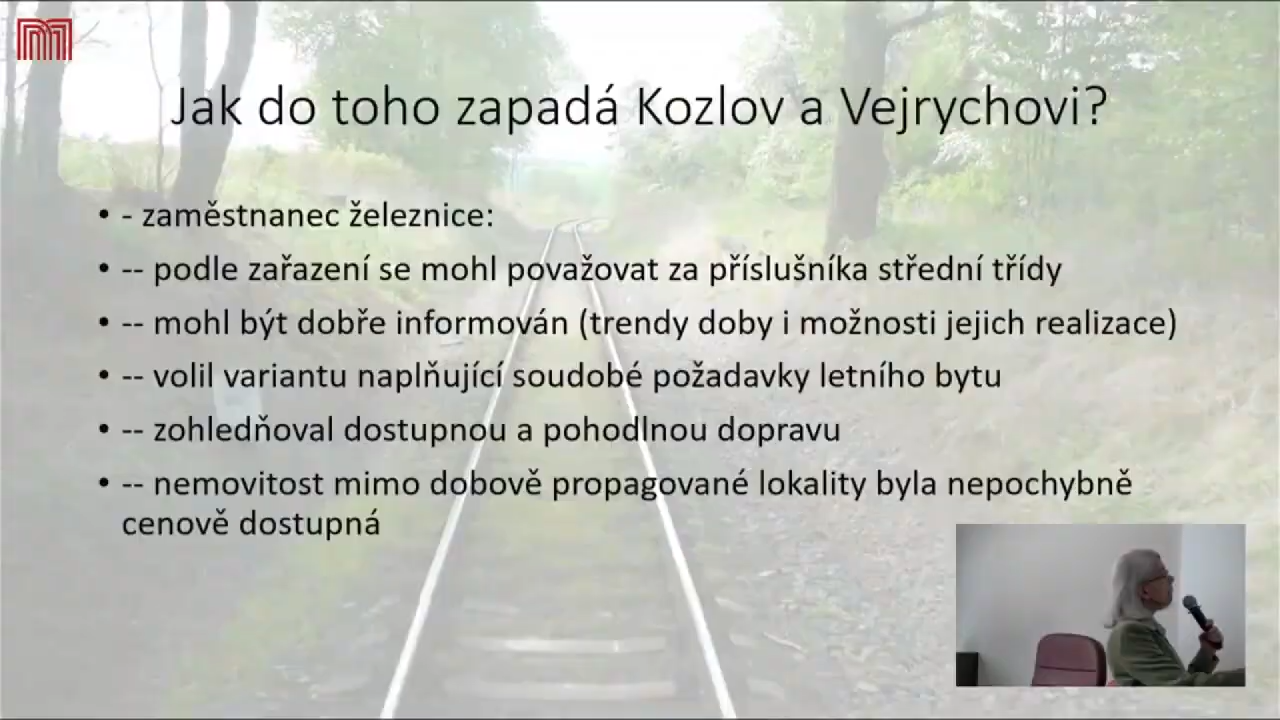 Jak do toho zapadá Kozlov a Vejrychovi?
• - zaměstnanec železnice:
• -- podle zařazení se mohl považovat za příslušníka střední třídy
• -- mohl být dobře informován (trendy doby i možnosti jejich realizace)
• -- volil variantu naplňující soudobé požadavky letního bytu
• -- zohledňoval dostupnou a pohodlnou dopravu
• -- nemovitost mimo dobově propagované lokality byla nepochybně
cenově dostupná